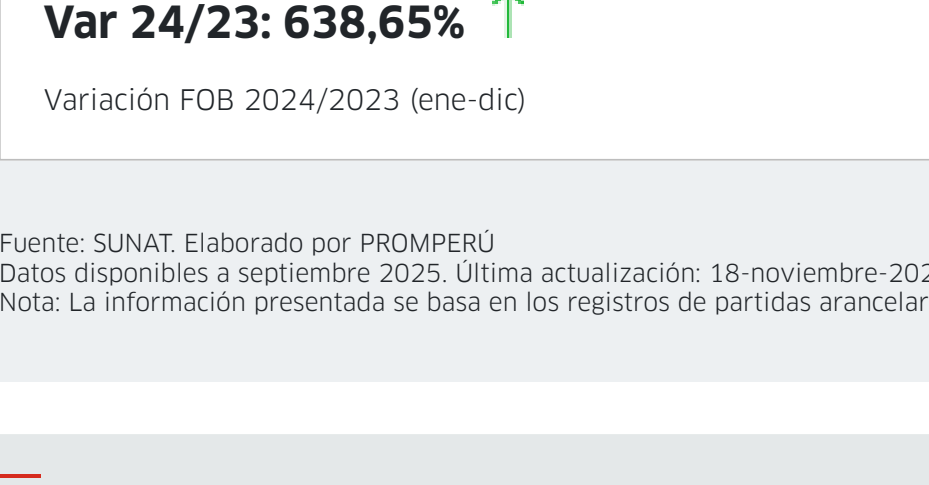 Var 24/23: 638,65%
Variación FOB 2024/2023 (ene-dic)
Fuente: SUNAT. Elaborado por PROMPERÚ
Datos disponibles a septiembre 2025. Última actualización: 18-noviembre-202
Nota: La información presentada se basa en los registros de partidas arancelar